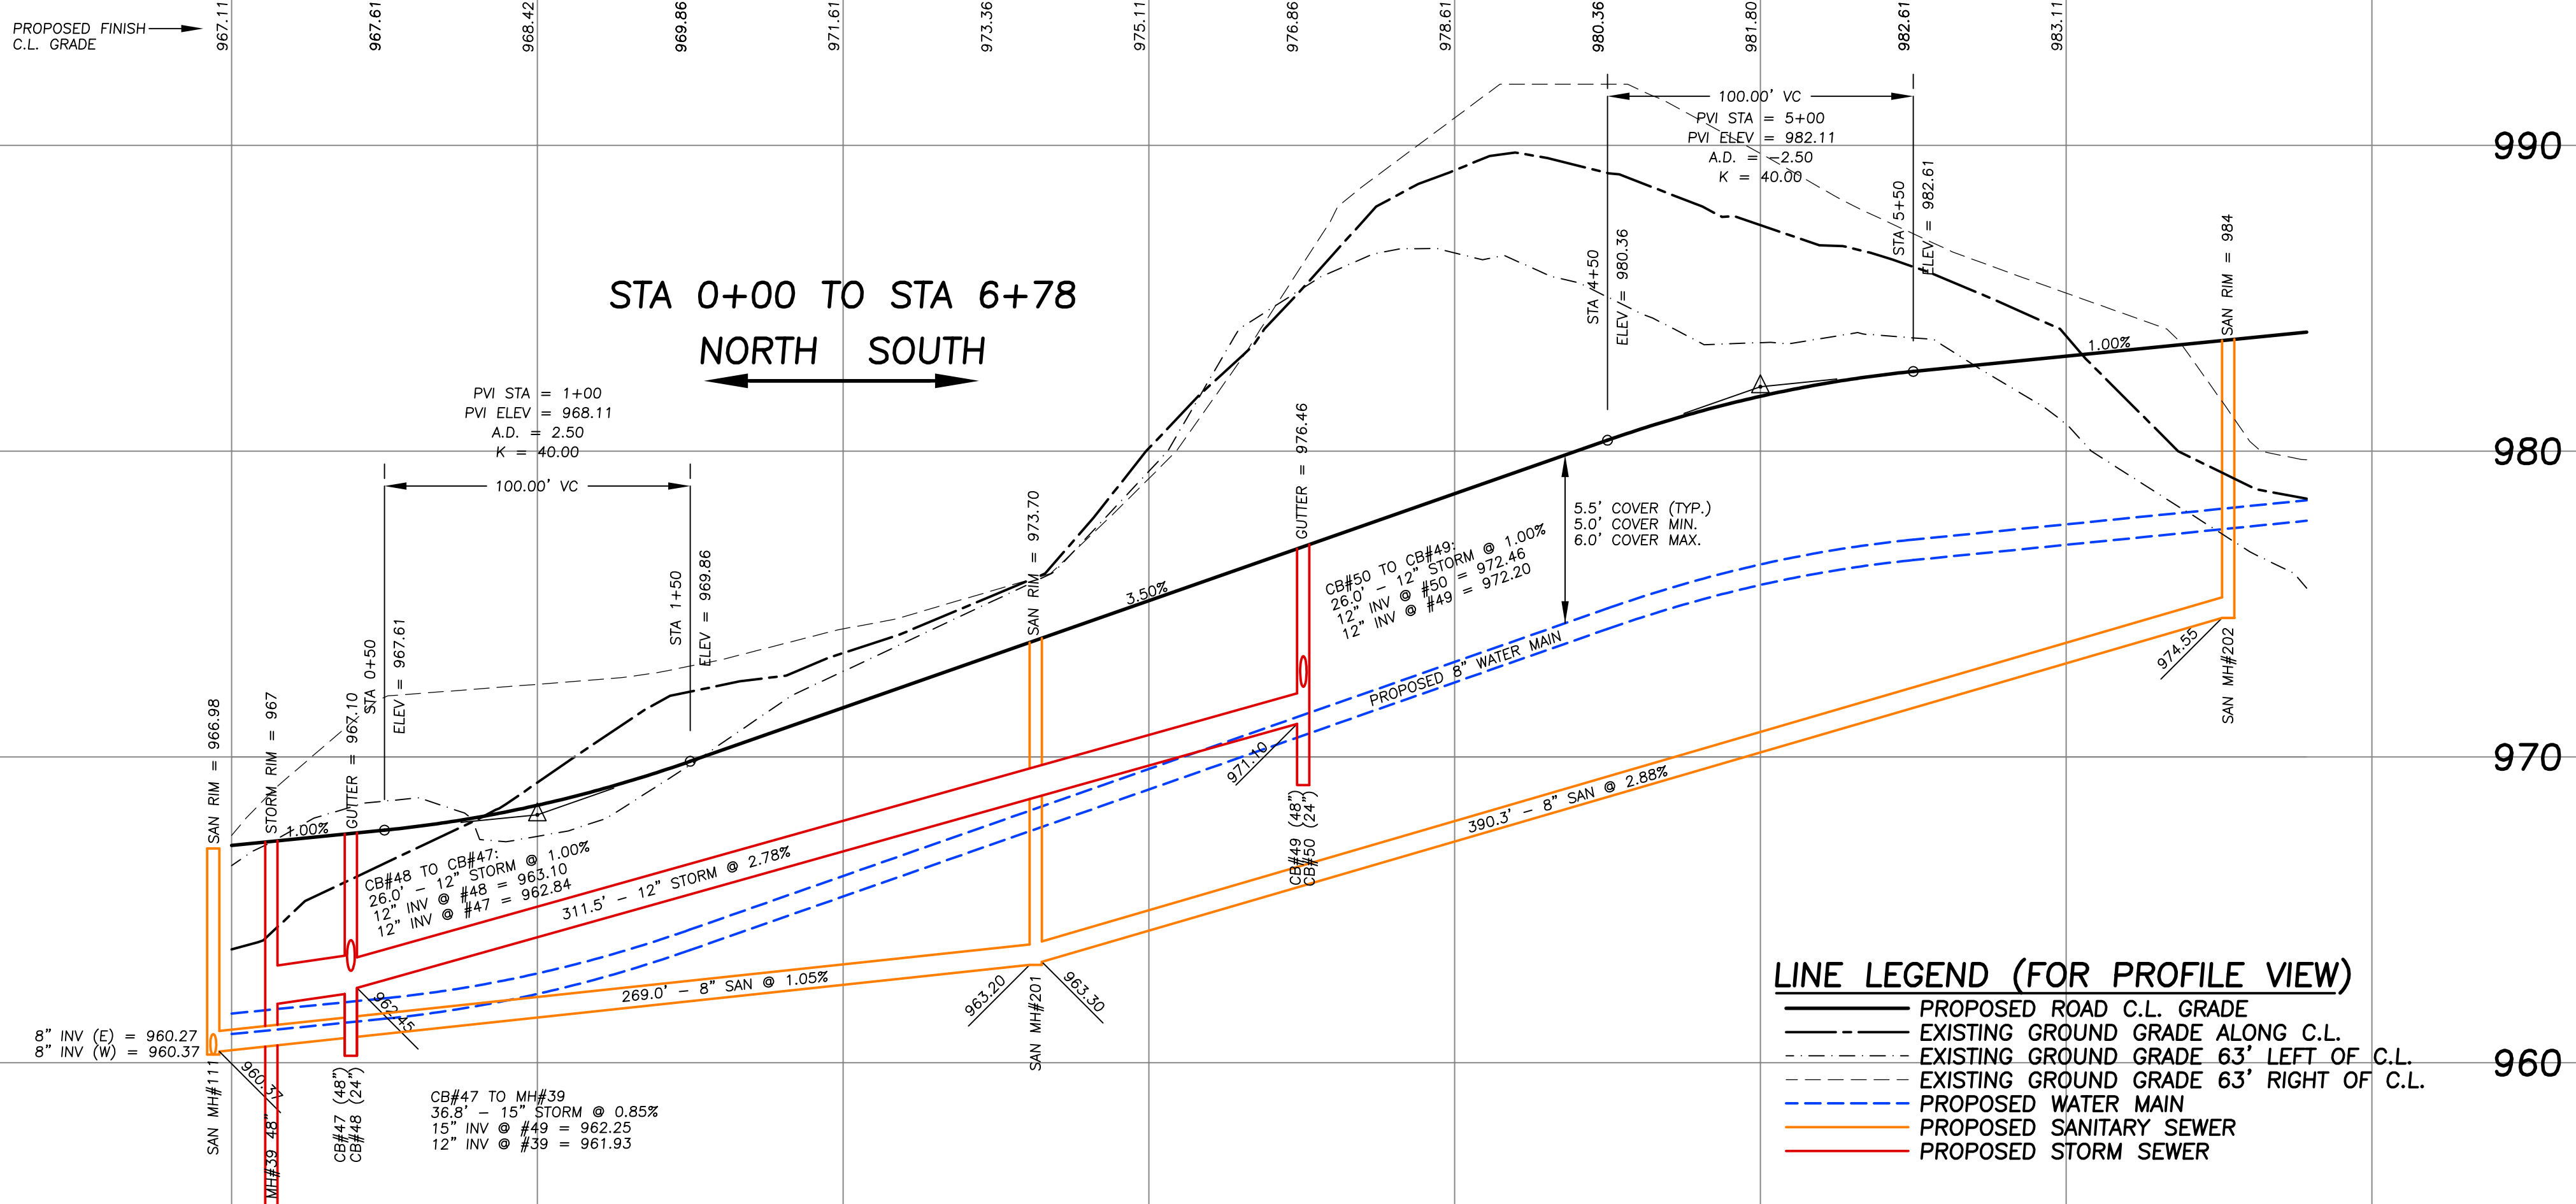 PROPOSED FINISH
C.L. GRADE
967.11
967.61
968.42
969.86
971.61
973.36
975.11
976.86
978.61
980.36
981.80
982.61
983.11
990
980
970
960
100.00' VC
PVI STA = 5+00
PVI ELEV = 982.11
A.D. = -2.50
K = 40.00
STA 4+50
ELEV = 980.36
STA 5+50
ELEV = 982.61
SAN RIM = 984
1.00%
STA 0+00 TO STA 6+78
NORTH SOUTH
PVI STA = 1+00
PVI ELEV = 968.11
A.D. = 2.50
K = 40.00
100.00' VC
STA 0+50
ELEV = 967.61
STA 1+50
ELEV = 969.86
SAN RIM = 973.70
GUTTER = 976.46
3.50%
CB#50 TO CB#49:
26.0' - 12" STORM @ 1.00%
12" INV @ #50 = 972.46
12" INV @ #49 = 972.20
5.5' COVER (TYP.)
5.0' COVER MIN.
6.0' COVER MAX.
PROPOSED 8" WATER MAIN
SAN RIM = 966.98
STORM RIM = 967
GUTTER = 967.10
1.00%
CB#48 TO CB#47:
26.0' - 12" STORM @ 1.00%
12" INV @ #48 = 963.10
12" INV @ #47 = 962.84
311.5' - 12" STORM @ 2.78%
971.10
CB#49 (48")
CB#50 (24")
390.3' - 8" SAN @ 2.88%
974.55
SAN MH#202
269.0' - 8" SAN @ 1.05%
963.20
963.30
SAN MH#201
962.45
8" INV (E) = 960.27
8" INV (W) = 960.37
960.37
SAN MH#111
MH#39 48"
CB#47 (48")
CB#48 (24")
CB#47 TO MH#39
36.8' - 15" STORM @ 0.85%
15" INV @ #49 = 962.25
12" INV @ #39 = 961.93
LINE LEGEND (FOR PROFILE VIEW)
PROPOSED ROAD C.L. GRADE
EXISTING GROUND GRADE ALONG C.L.
EXISTING GROUND GRADE 63' LEFT OF C.L.
EXISTING GROUND GRADE 63' RIGHT OF C.L.
PROPOSED WATER MAIN
PROPOSED SANITARY SEWER
PROPOSED STORM SEWER